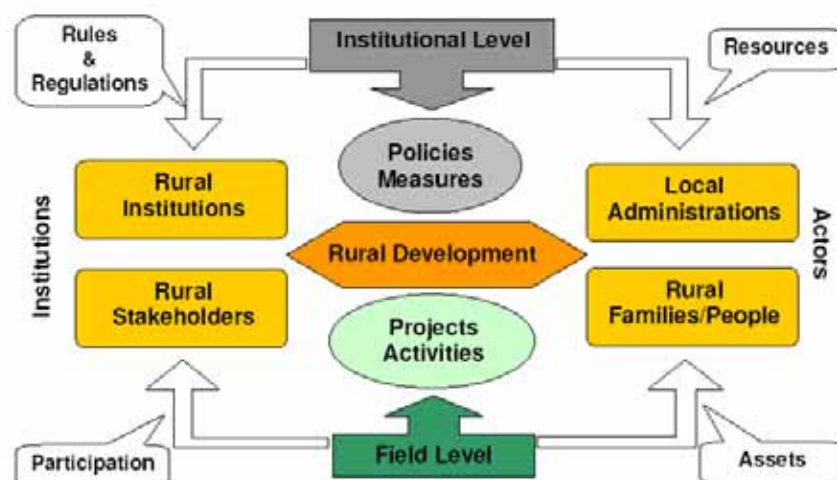 Rules
&
Regulations
Institutional Level
Resources
Policies
Measures
Rural
Institutions
Local
Administrations
Institutions
Rural Development
Actors
Rural
Stakeholders
Rural
Families/People
Projects
Activities
Participation
Field Level
Assets